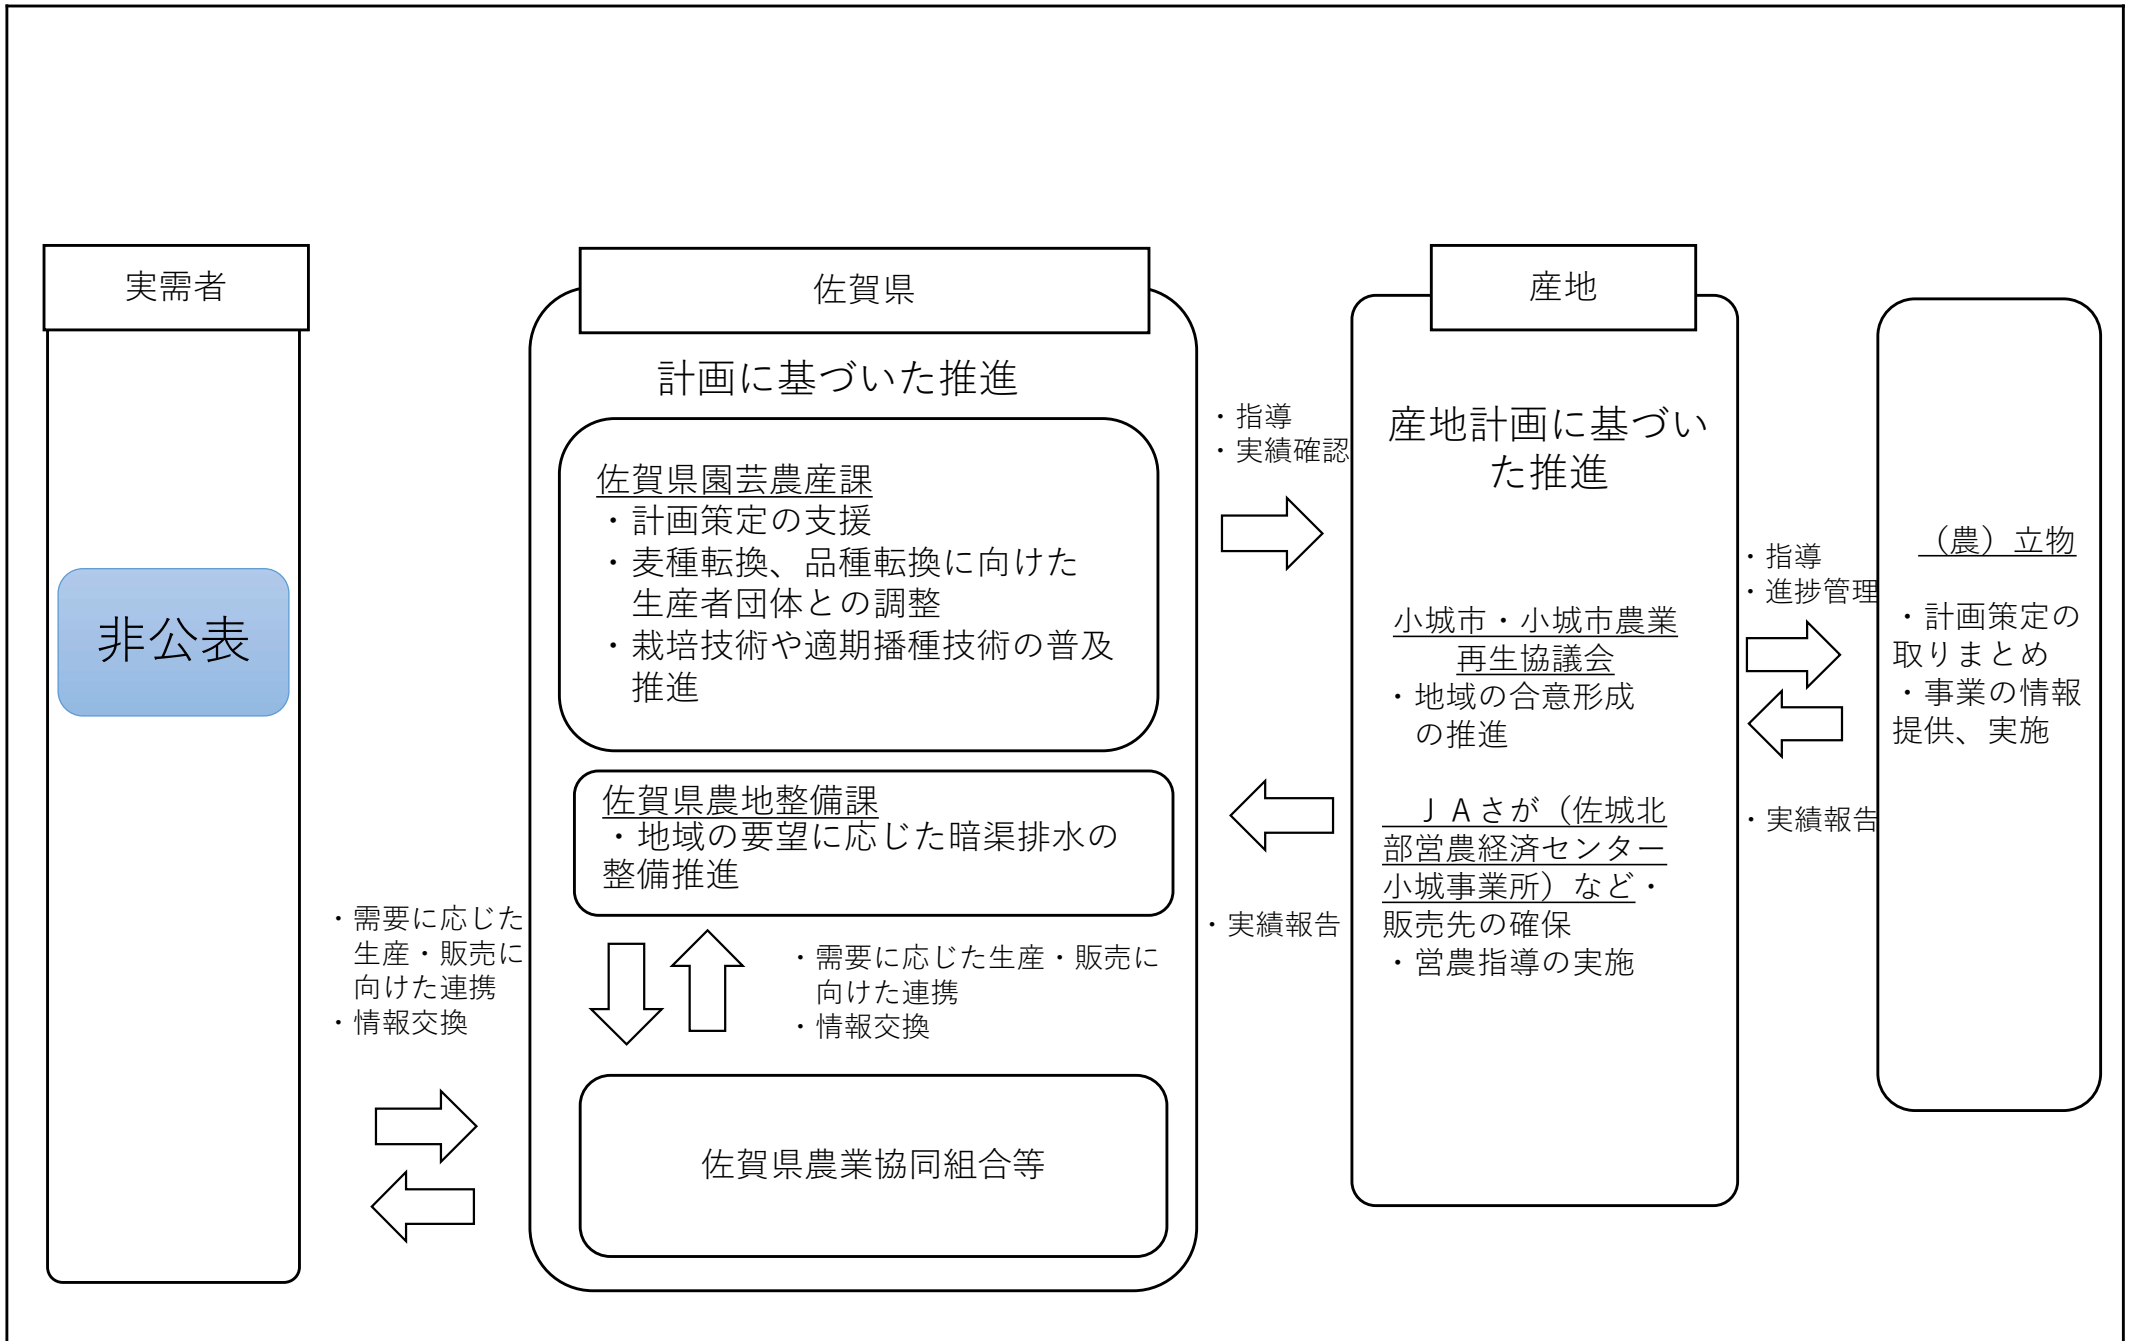 実需者
非公表
・需要に応じた
生産・販売に
向けた連携
・情報交換
佐賀県
計画に基づいた推進
佐賀県園芸農産課
・計画策定の支援
・麦種転換、品種転換に向けた
生産者団体との調整
・栽培技術や適期播種技術の普及
推進
佐賀県農地整備課
・地域の要望に応じた暗渠排水の
整備推進
・需要に応じた生産・販売に
向けた連携
・情報交換
佐賀県農業協同組合等
・指導
・実績確認
・実績報告
産地
産地計画に基づい
た推進
小城市・小城市農業
再生協議会
・地域の合意形成
の推進
ＪＡさが（佐城北
部営農経済センター
小城事業所）など・
販売先の確保
・営農指導の実施
・指導
・進捗管理
・実績報告
（農）立物
・計画策定の
取りまとめ
・事業の情報
提供、実施